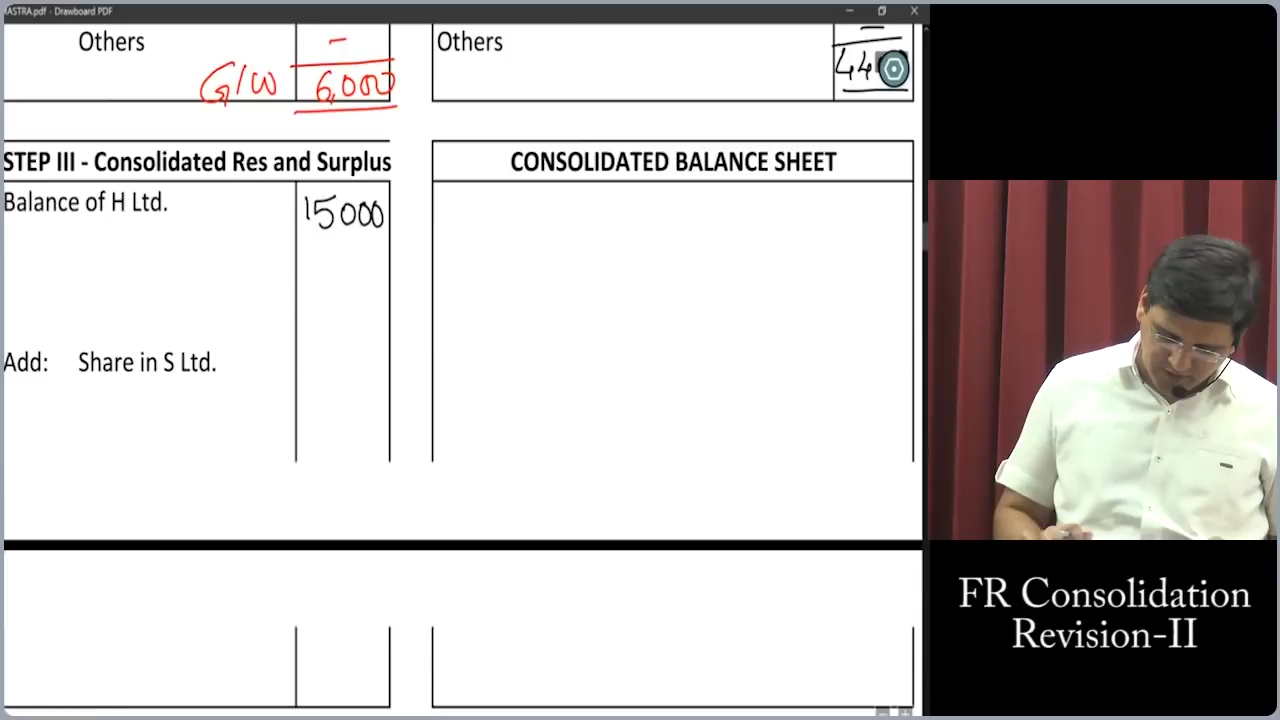 ASTRA.pdf - Drawboard PDF
Others
-
G/W 6,000
Others
-
44
STEP III - Consolidated Res and Surplus
Balance of H Ltd. 15000
Add: Share in S Ltd.
CONSOLIDATED BALANCE SHEET
FR Consolidation
Revision-II